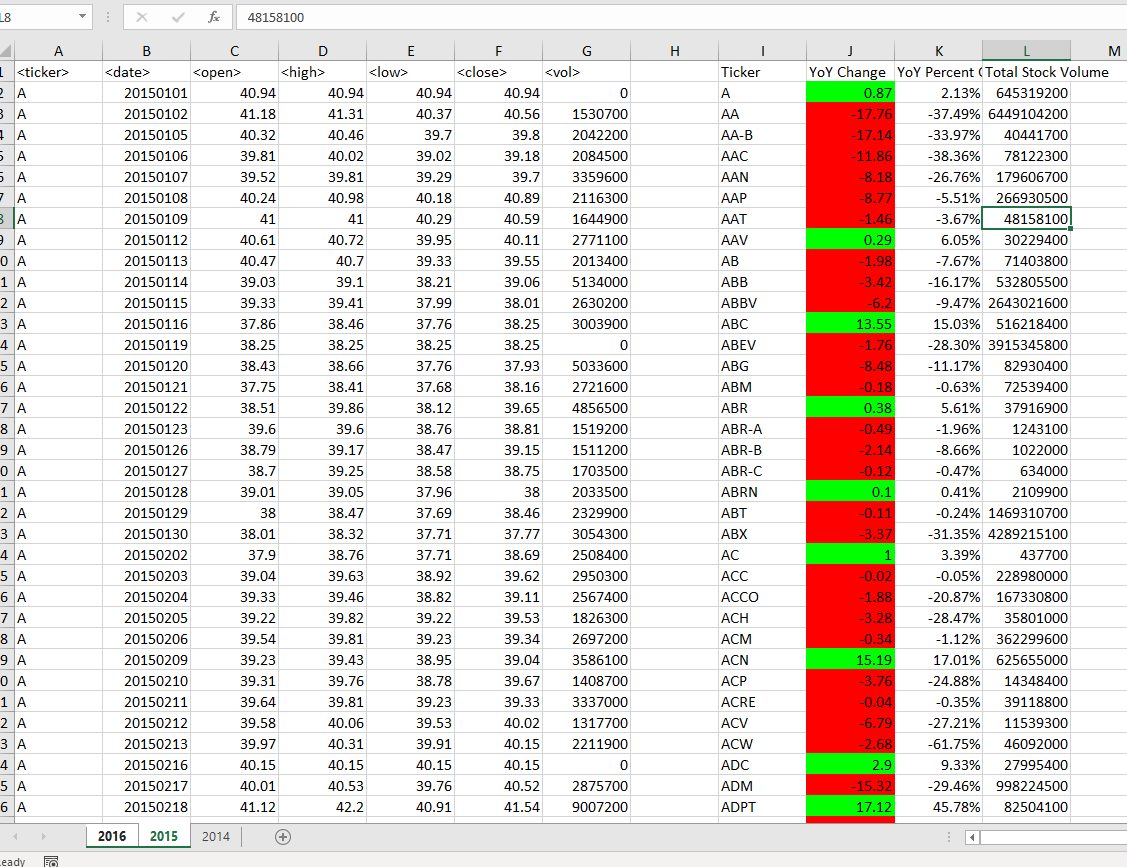 L8 fx 48158100
A B C D E F G H I J K L M
1 <ticker> <date> <open> <high> <low> <close> <vol> Ticker YoY Change YoY Percent C Total Stock Volume
2 A 20150101 40.94 40.94 40.94 40.94 0 A 0.87 2.13% 645319200
3 A 20150102 41.18 41.31 40.37 40.56 1530700 AA -17.76 -37.49% 6449104200
4 A 20150105 40.32 40.46 39.7 39.8 2042200 AA-B -17.14 -33.97% 40441700
5 A 20150106 39.81 40.02 39.02 39.18 2084500 AAC -11.86 -38.36% 78122300
6 A 20150107 39.52 39.81 39.29 39.7 3359600 AAN -8.18 -26.76% 179606700
7 A 20150108 40.24 40.98 40.18 40.89 2116300 AAP -8.77 -5.51% 266930500
8 A 20150109 41 41 40.29 40.59 1644900 AAT -1.46 -3.67% 48158100
9 A 20150112 40.61 40.72 39.95 40.11 2771100 AAV 0.29 6.05% 30229400
0 A 20150113 40.47 40.7 39.33 39.55 2013400 AB -1.98 -7.67% 71403800
1 A 20150114 39.03 39.1 38.21 39.06 5134000 ABB -3.42 -16.17% 532805500
2 A 20150115 39.33 39.41 37.99 38.01 2630200 ABBV -6.2 -9.47% 2643021600
3 A 20150116 37.86 38.46 37.76 38.25 3003900 ABC 13.55 15.03% 516218400
4 A 20150119 38.25 38.25 38.25 38.25 0 ABEV -1.76 -28.30% 3915345800
5 A 20150120 38.43 38.66 37.76 37.93 5033600 ABG -8.48 -11.17% 82930400
6 A 20150121 37.75 38.41 37.68 38.16 2721600 ABM -0.18 -0.63% 72539400
7 A 20150122 38.51 39.86 38.12 39.65 4856500 ABR 0.38 5.61% 37916900
8 A 20150123 39.6 39.6 38.76 38.81 1519200 ABR-A -0.49 -1.96% 1243100
9 A 20150126 38.79 39.17 38.47 39.15 1511200 ABR-B -2.14 -8.66% 1022000
0 A 20150127 38.7 39.25 38.58 38.75 1703500 ABR-C -0.12 -0.47% 634000
1 A 20150128 39.01 39.05 37.96 38 2033500 ABRN 0.1 0.41% 2109900
2 A 20150129 38 38.47 37.69 38.46 2329900 ABT -0.11 -0.24% 1469310700
3 A 20150130 38.01 38.32 37.71 37.77 3054300 ABX -3.37 -31.35% 4289215100
4 A 20150202 37.9 38.76 37.71 38.69 2508400 AC 1 3.39% 437700
5 A 20150203 39.04 39.63 38.92 39.62 2950300 ACC -0.02 -0.05% 228980000
6 A 20150204 39.33 39.46 38.82 39.11 2567400 ACCO -1.88 -20.87% 167330800
7 A 20150205 39.22 39.82 39.22 39.53 1826300 ACH -3.28 -28.47% 35801000
8 A 20150206 39.54 39.81 39.23 39.34 2697200 ACM -0.34 -1.12% 362299600
9 A 20150209 39.23 39.43 38.95 39.04 3586100 ACN 15.19 17.01% 625655000
0 A 20150210 39.31 39.76 38.78 39.67 1408700 ACP -3.76 -24.88% 14348400
1 A 20150211 39.64 39.81 39.23 39.33 3337000 ACRE -0.04 -0.35% 39118800
2 A 20150212 39.58 40.06 39.53 40.02 1317700 ACV -6.79 -27.21% 11539300
3 A 20150213 39.97 40.31 39.91 40.15 2211900 ACW -2.68 -61.75% 46092000
4 A 20150216 40.15 40.15 40.15 40.15 0 ADC 2.9 9.33% 27995400
5 A 20150217 40.01 40.53 39.76 40.52 2875700 ADM -15.32 -29.46% 998224500
6 A 20150218 41.12 42.2 40.91 41.54 9007200 ADPT 17.12 45.78% 82504100
2016 2015 2014
eady